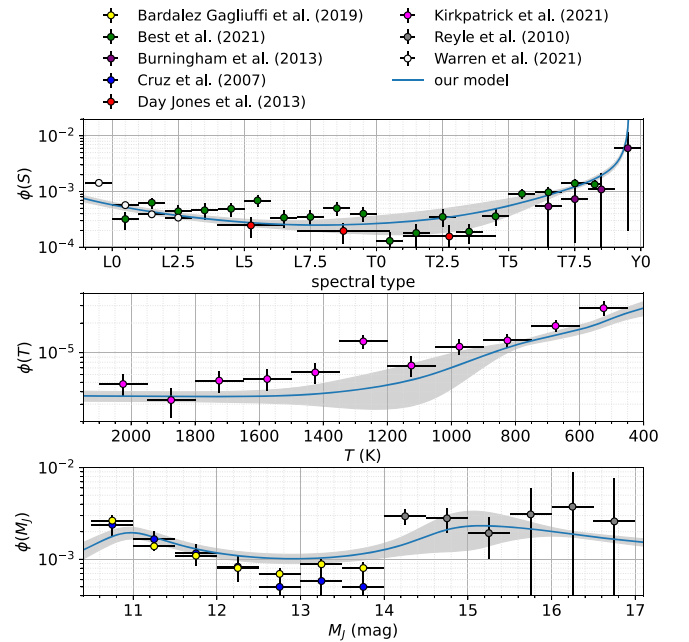 Bardalez Gagliuffi et al. (2019)
Best et al. (2021)
Burningham et al. (2013)
Cruz et al. (2007)
Day Jones et al. (2013)
Kirkpatrick et al. (2021)
Reyle et al. (2010)
Warren et al. (2021)
our model
10⁻²
10⁻³
10⁻⁴
ϕ(S)
L0 L2.5 L5 L7.5 T0 T2.5 T5 T7.5 Y0
spectral type
10⁻⁵
ϕ(T)
2000 1800 1600 1400 1200 1000 800 600 400
T (K)
10⁻²
10⁻³
ϕ(M_J)
11 12 13 14 15 16 17
M_J (mag)